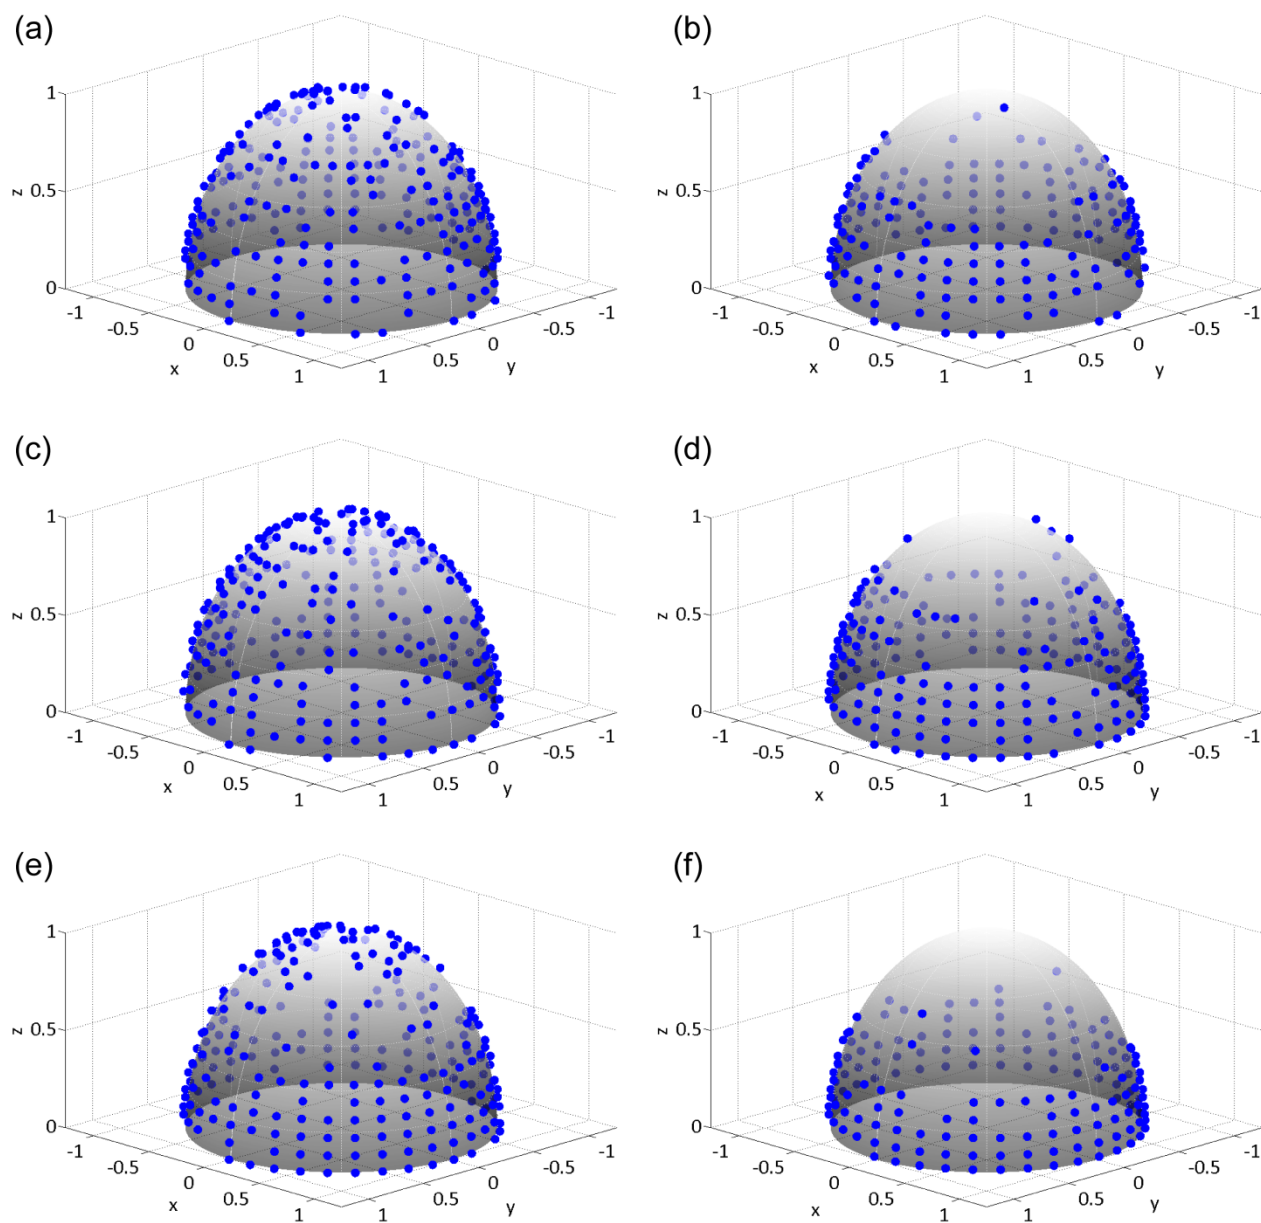 (a) (b)
1 1
z 0.5 z 0.5
0 0
-1 -1 -1 -1
-0.5 -0.5 -0.5 -0.5
0 0 0 0
x 0.5 0.5 y x 0.5 0.5 y
1 1 1 1
(c) (d)
1 1
z 0.5 z 0.5
0 0
-1 -1 -1 -1
-0.5 -0.5 -0.5 -0.5
0 0 0 0
x 0.5 0.5 y x 0.5 0.5 y
1 1 1 1
(e) (f)
1 1
z 0.5 z 0.5
0 0
-1 -1 -1 -1
-0.5 -0.5 -0.5 -0.5
0 0 0 0
x 0.5 0.5 y x 0.5 0.5 y
1 1 1 1